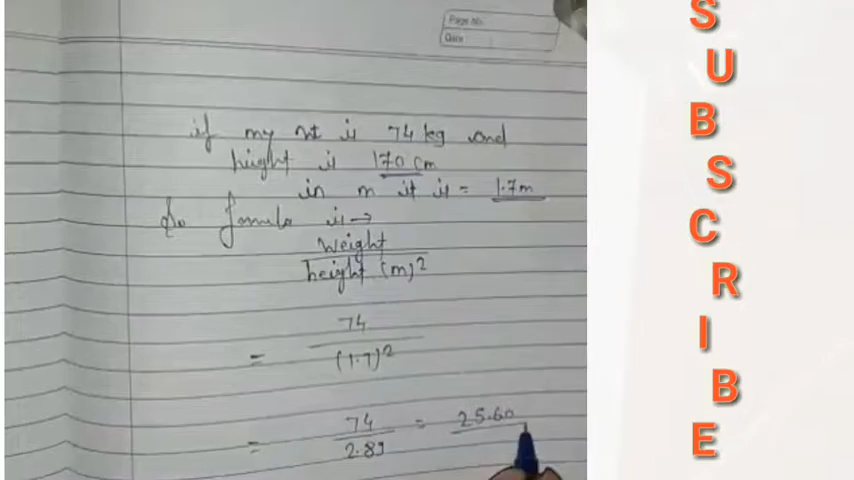 Page No.
Date
if my wt is 74 kg and
height is 170 cm
in m it is = 1.7m
So formula is →
weight
height (m)²
74
= (1.7)²
= 74 = 25.60
2.89
S
U
B
S
C
R
I
B
E